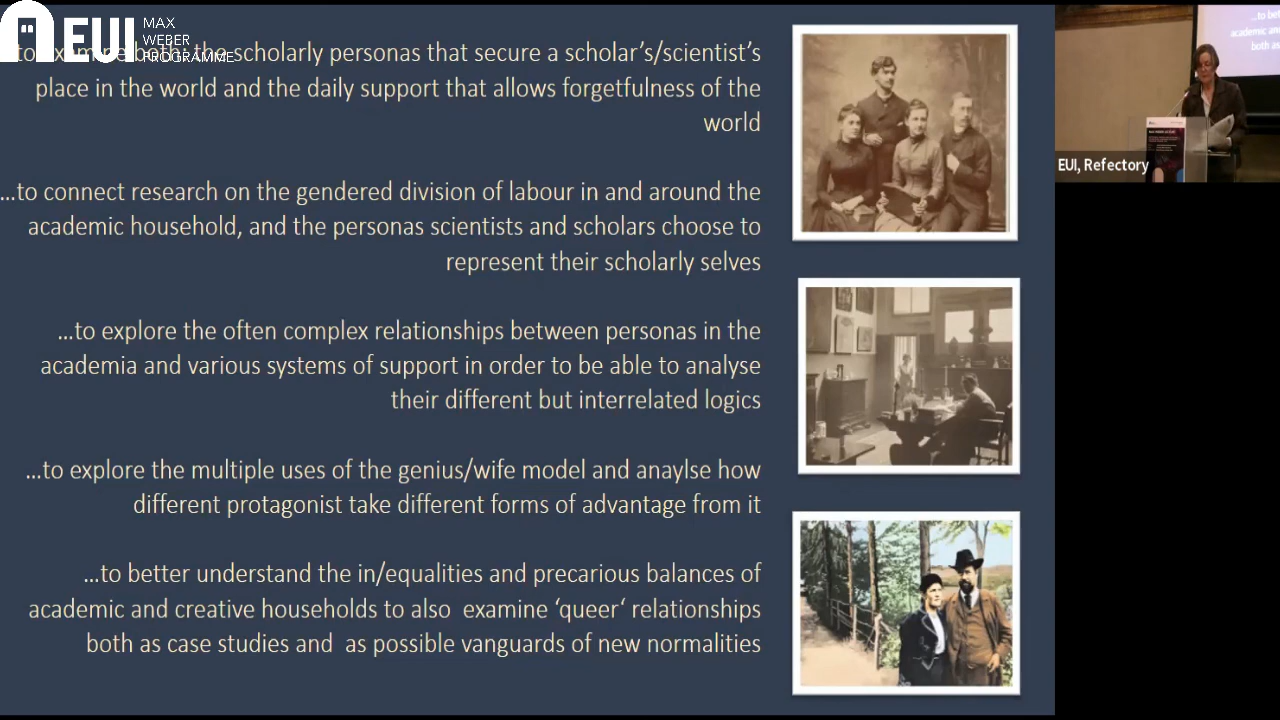 EUI
MAX
WEBER
PROGRAMME
the scholarly personas that secure a scholar's/scientist's
place in the world and the daily support that allows forgetfulness of the
world
...to connect research on the gendered division of labour in and around the
academic household, and the personas scientists and scholars choose to
represent their scholarly selves
...to explore the often complex relationships between personas in the
academia and various systems of support in order to be able to analyse
their different but interrelated logics
...to explore the multiple uses of the genius/wife model and anaylse how
different protagonist take different forms of advantage from it
...to better understand the in/equalities and precarious balances of
academic and creative households to also examine ‘queer‘ relationships
both as case studies and as possible vanguards of new normalities
...to be
academic an
both as
EUI, Refectory